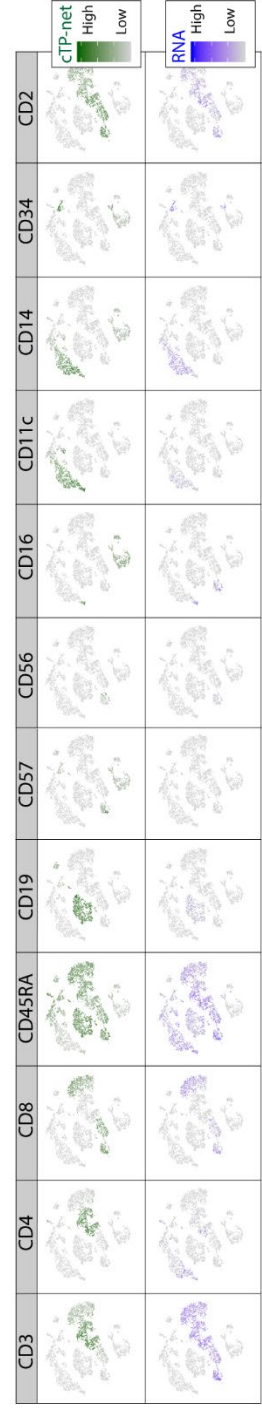 CD3
CD4
CD8
CD45RA
CD19
CD57
CD56
CD16
CD11c
CD14
CD34
CD2
cTP-net
High
Low
RNA
High
Low